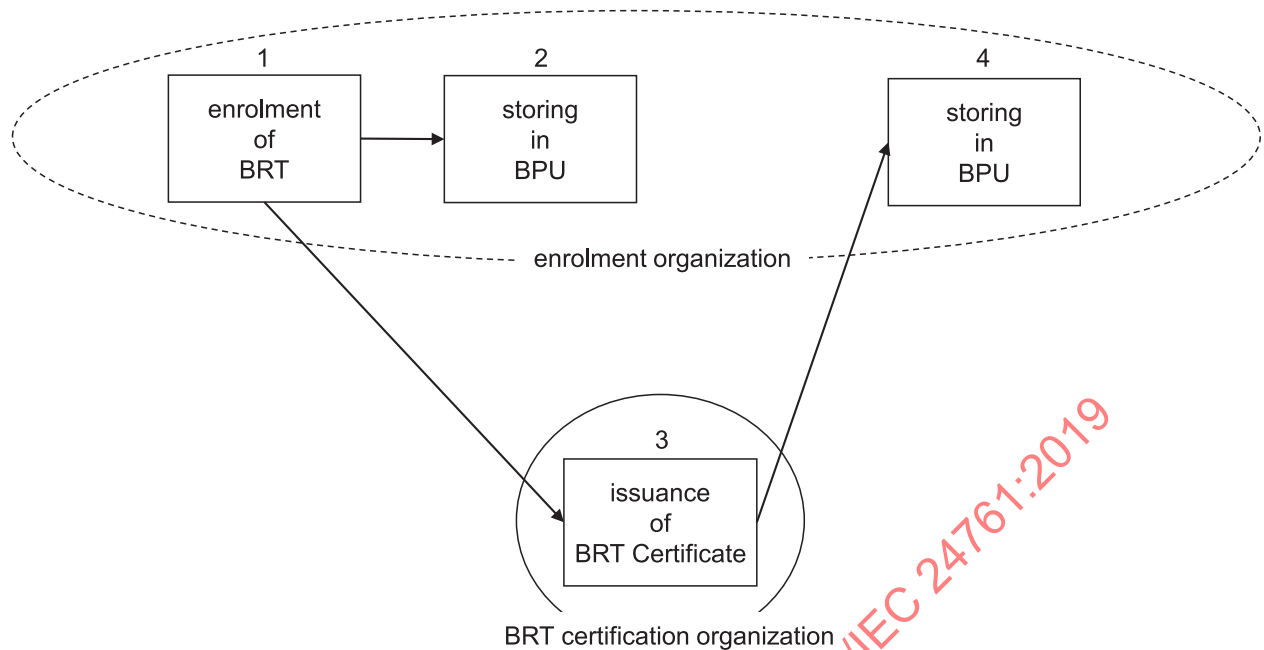 1
enrolment
of
BRT
2
storing
in
BPU
4
storing
in
BPU
enrolment organization
3
issuance
of
BRT Certificate
BRT certification organization
/IEC 24761:2019